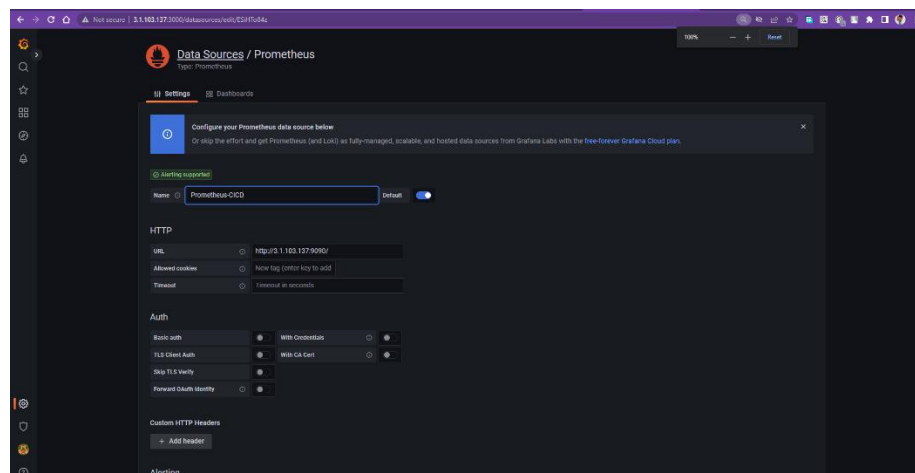 Not secure | 3.1.103.137:3000/datasources/edit/
100% − + Reset
Data Sources / Prometheus
Type: Prometheus
Settings Dashboards
Configure your Prometheus data source below
Or skip the effort and get Prometheus (and Loki) as fully-managed, scalable, and hosted data sources from Grafana Labs with the free-forever Grafana Cloud plan.
Alerting supported
Name Prometheus-CICD Default
HTTP
URL http://3.1.103.137:9090/
Allowed cookies New tag (enter key to add
Timeout Timeout in seconds
Auth
Basic auth With Credentials
TLS Client Auth With CA Cert
Skip TLS Verify
Forward OAuth Identity
Custom HTTP Headers
+ Add header
Alerting